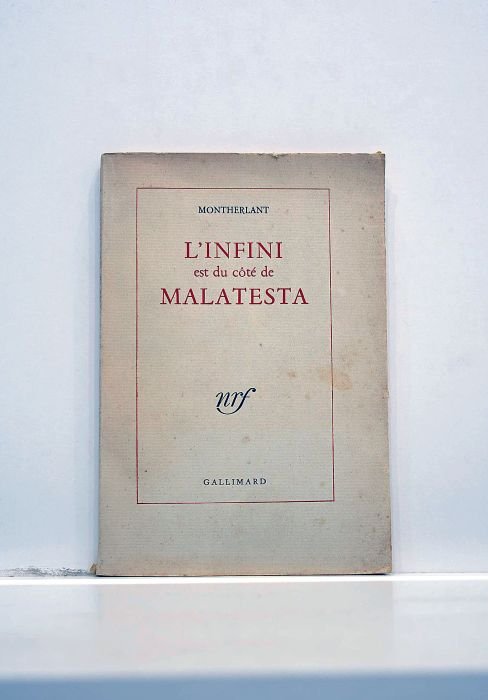 MONTHERLANT
L'INFINI
est du côté de
MALATESTA
nrf
GALLIMARD